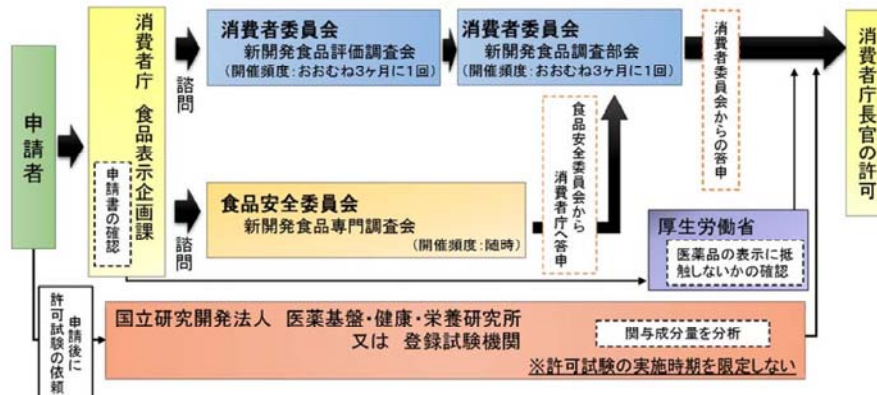 申請者
消費者庁 食品表示企画課
申請書の確認
諮問
消費者委員会
新開発食品評価調査会
(開催頻度:おおむね3ヶ月に1回)
消費者委員会
新開発食品調査部会
(開催頻度:おおむね3ヶ月に1回)
消費者委員会からの答申
消費者庁長官の許可
諮問
食品安全委員会
新開発食品専門調査会
(開催頻度:随時)
食品安全委員会から
消費者庁へ答申
厚生労働省
医薬品の表示に抵
触しないかの確認
申請後に
許可試験の依頼
国立研究開発法人 医薬基盤・健康・栄養研究所
又は 登録試験機関
関与成分量を分析
※許可試験の実施時期を限定しない